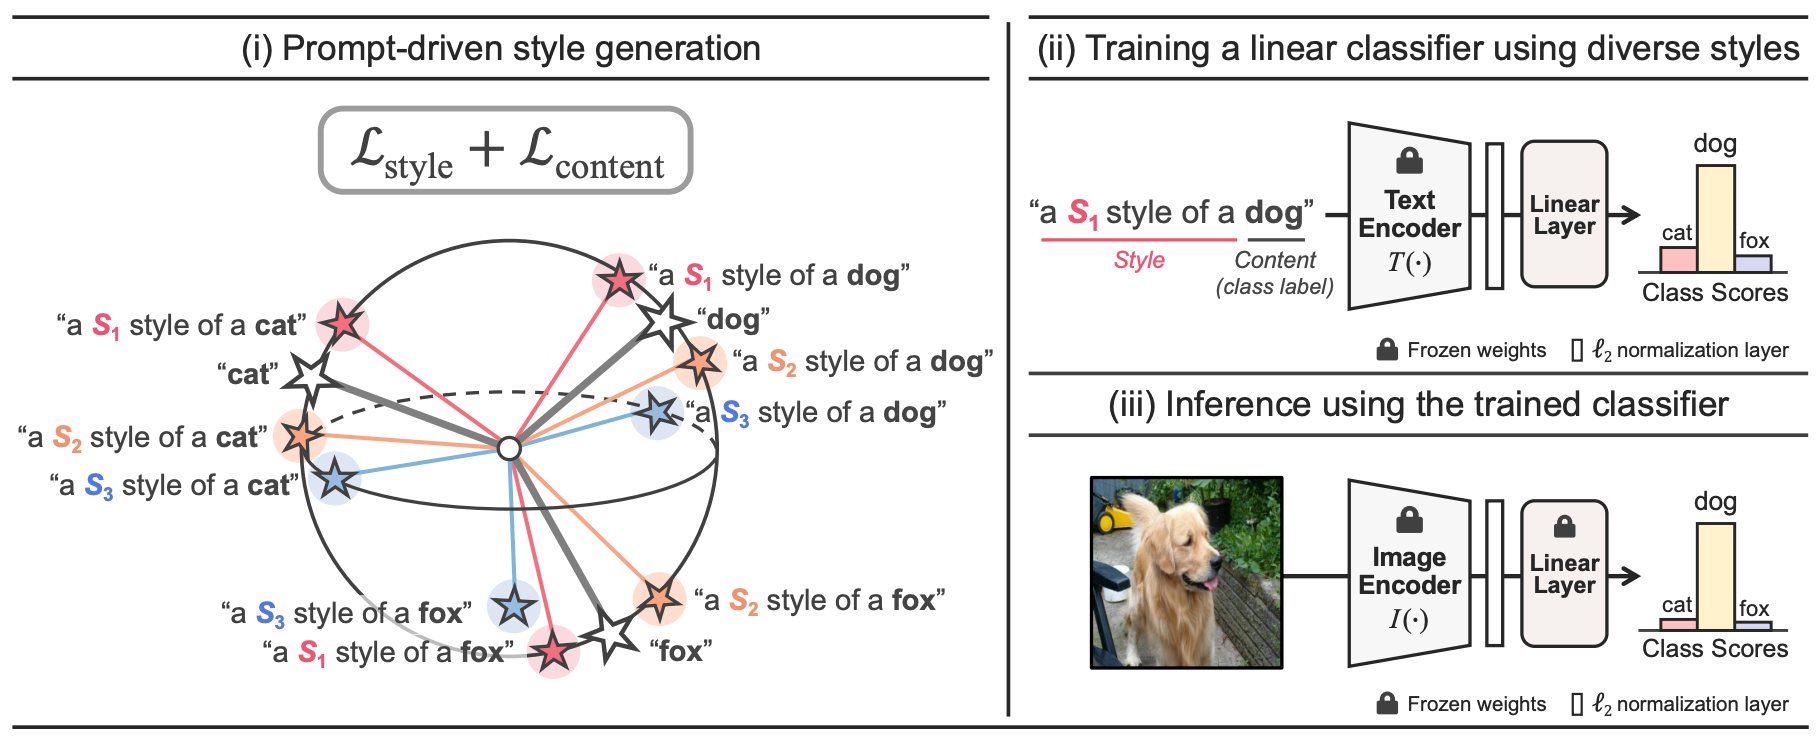 (i) Prompt-driven style generation
ℒstyle + ℒcontent
“a S1 style of a dog”
“dog”
“a S1 style of a cat”
“a S2 style of a dog”
“cat”
“a S3 style of a dog”
“a S2 style of a cat”
“a S3 style of a cat”
“a S2 style of a fox”
“a S3 style of a fox”
“a S1 style of a fox”
“fox”
(ii) Training a linear classifier using diverse styles
“a S1 style of a dog”
Style
Content
(class label)
Text
Encoder
T(·)
Linear
Layer
dog
cat
fox
Class Scores
Frozen weights
ℓ2 normalization layer
(iii) Inference using the trained classifier
Image
Encoder
I(·)
Linear
Layer
dog
cat
fox
Class Scores
Frozen weights
ℓ2 normalization layer